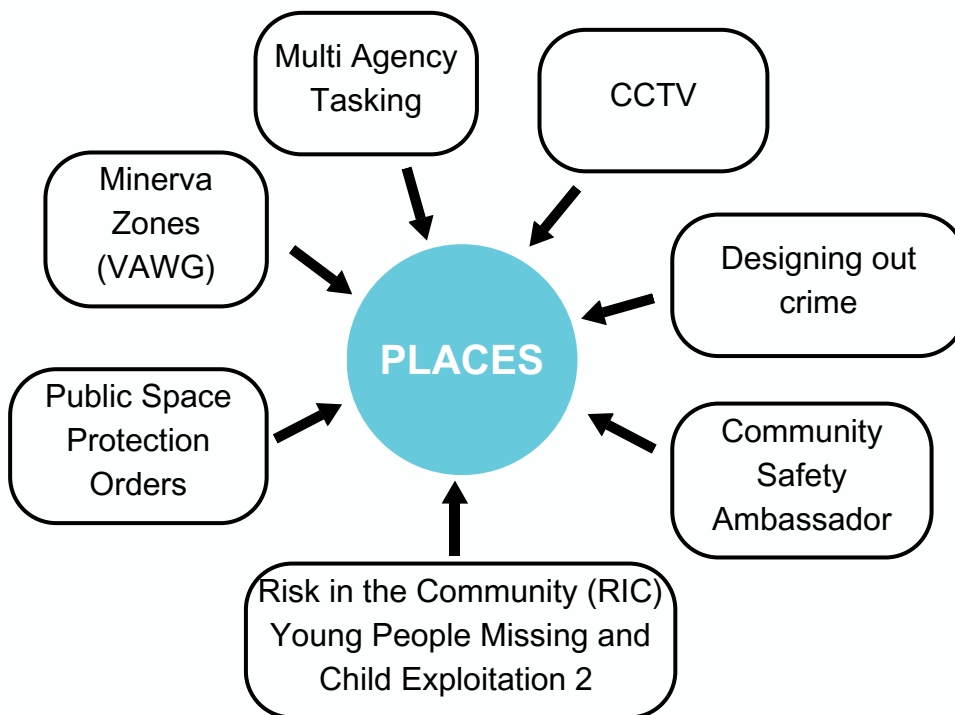 Multi Agency
Tasking
CCTV
Minerva
Zones
(VAWG)
Designing out
crime
PLACES
Public Space
Protection
Orders
Community
Safety
Ambassador
Risk in the Community (RIC)
Young People Missing and
Child Exploitation 2